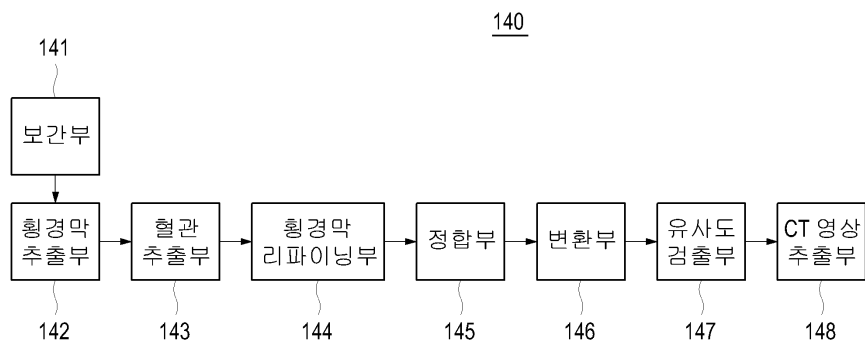 140
141
보간부
횡경막
추출부
혈관
추출부
횡경막
리파이닝부
정합부
변환부
유사도
검출부
CT 영상
추출부
142
143
144
145
146
147
148